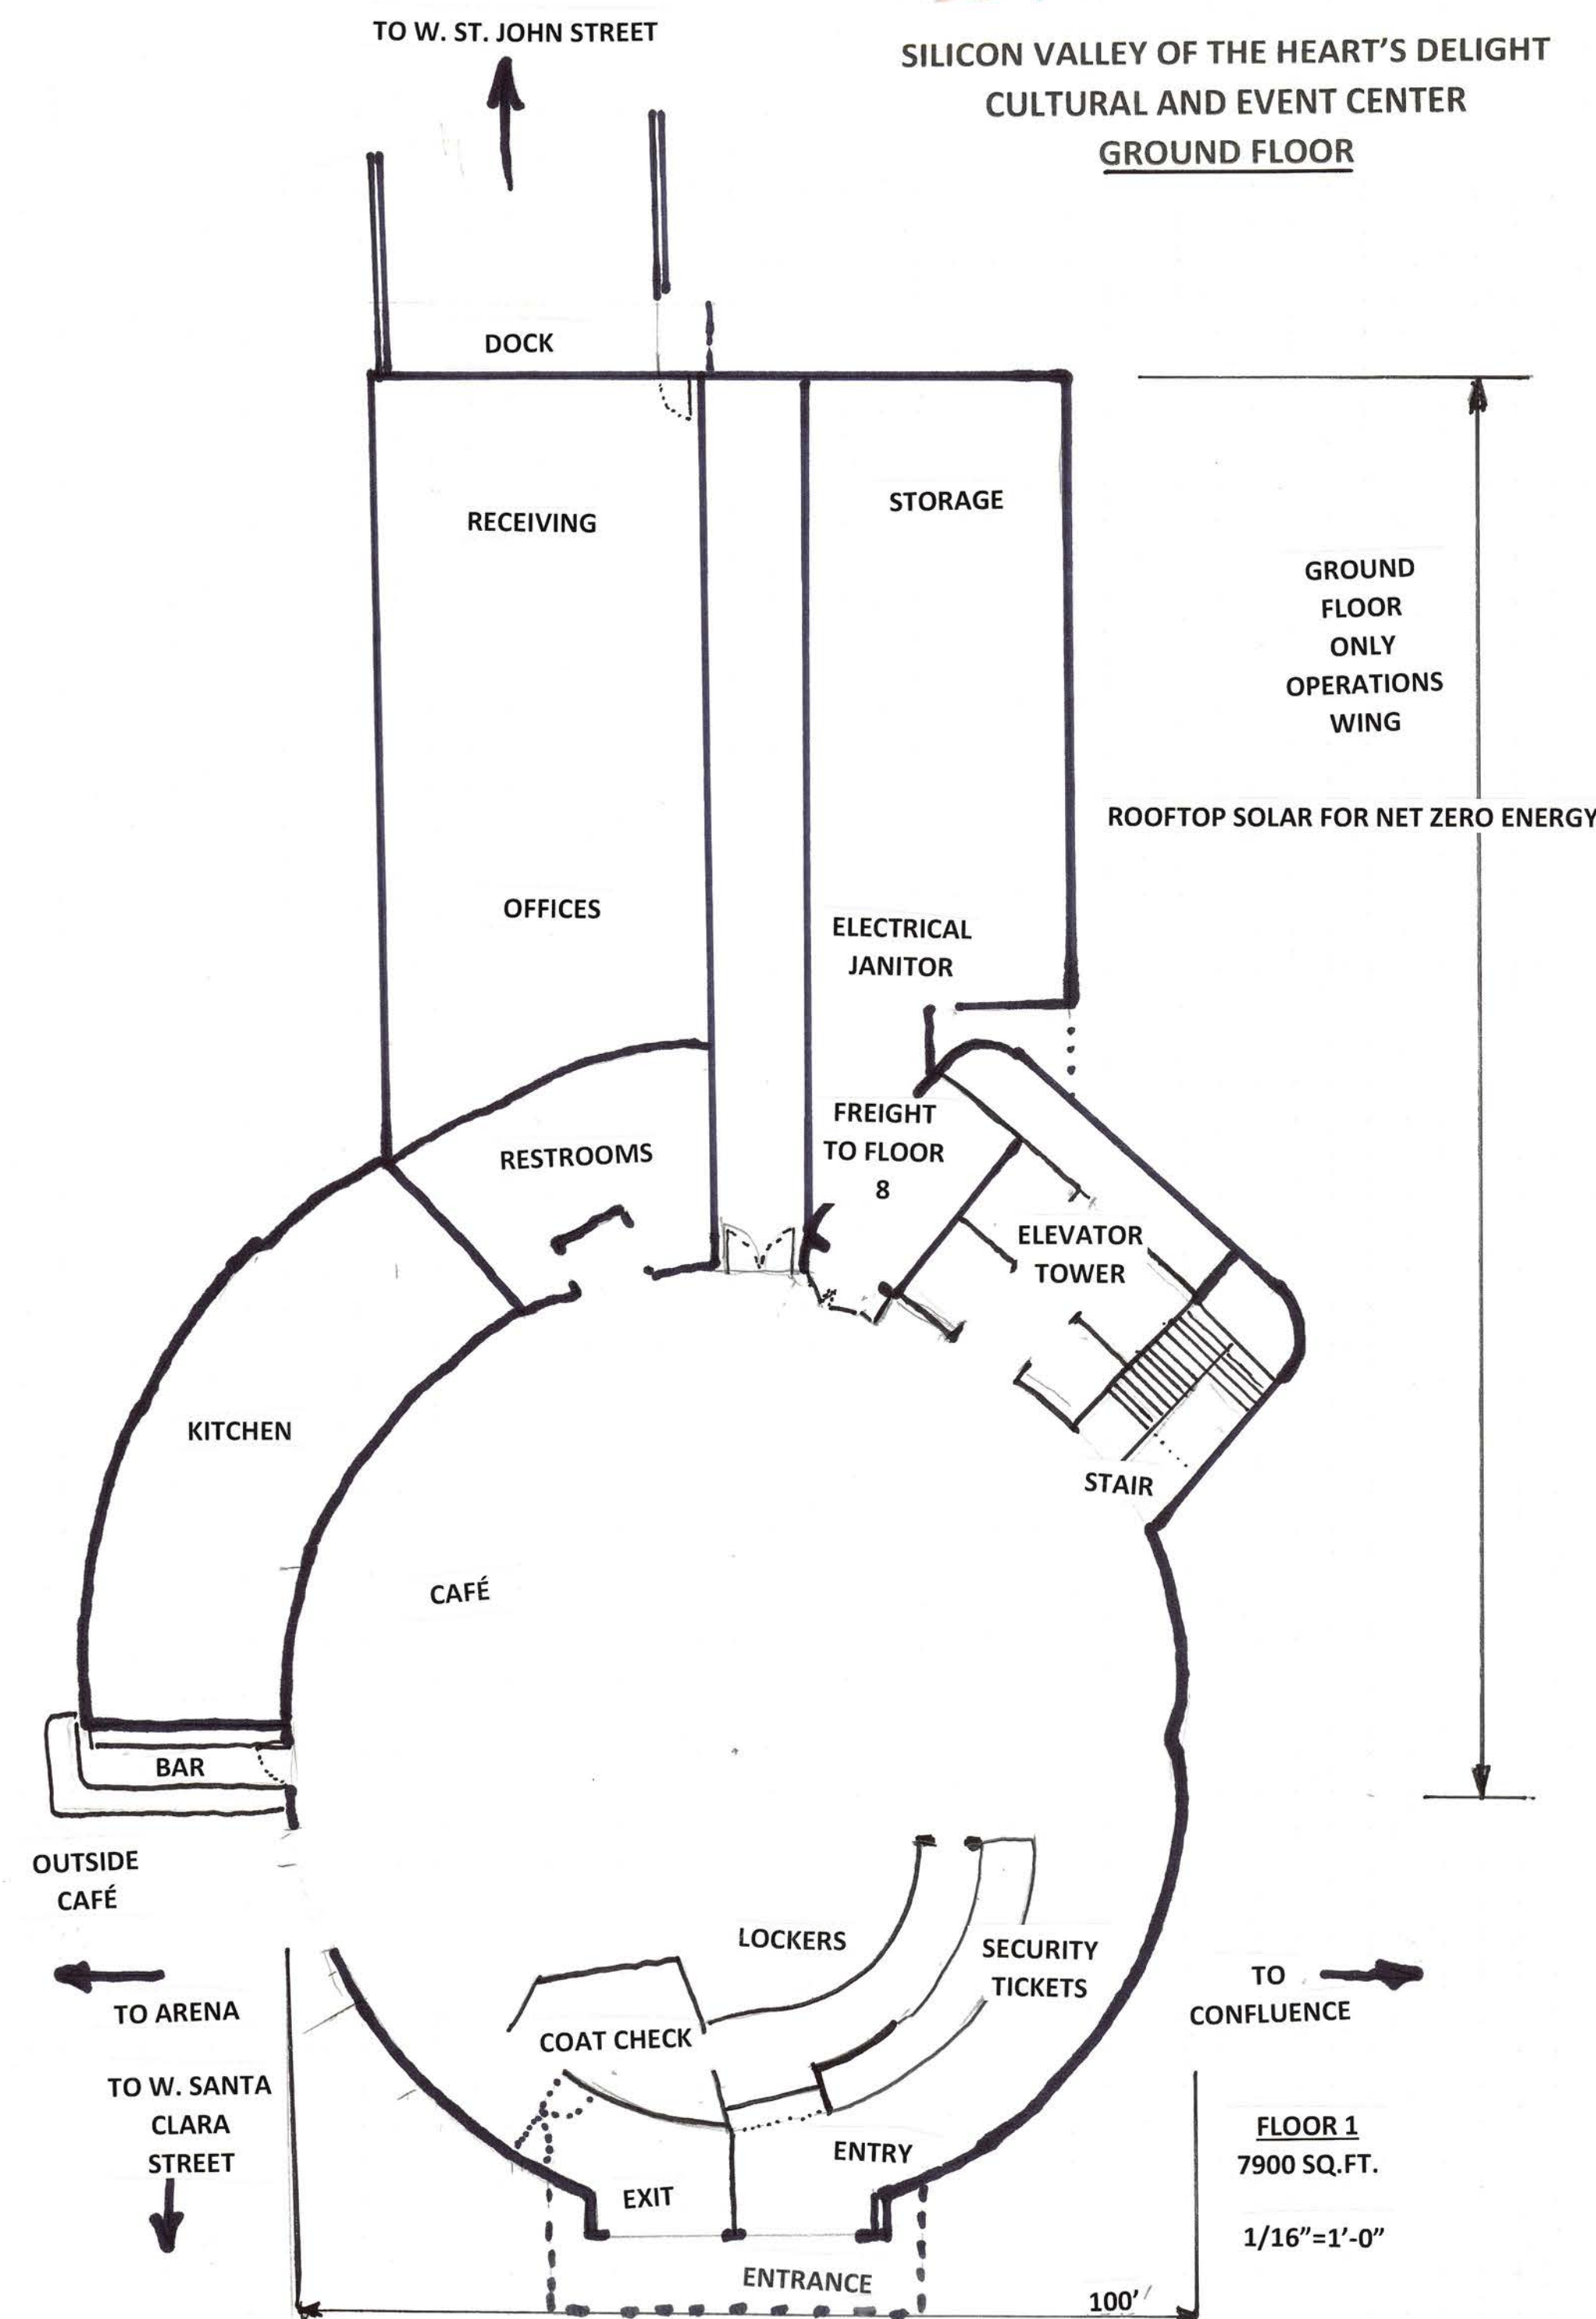 TO W. ST. JOHN STREET
SILICON VALLEY OF THE HEART'S DELIGHT
CULTURAL AND EVENT CENTER
GROUND FLOOR
DOCK
RECEIVING
STORAGE
GROUND
FLOOR
ONLY
OPERATIONS
WING
ROOFTOP SOLAR FOR NET ZERO ENERGY
OFFICES
ELECTRICAL
JANITOR
FREIGHT
TO FLOOR
8
RESTROOMS
ELEVATOR
TOWER
KITCHEN
STAIR
CAFÉ
BAR
OUTSIDE
CAFÉ
LOCKERS
SECURITY
TICKETS
TO ARENA
TO
CONFLUENCE
COAT CHECK
TO W. SANTA
CLARA
STREET
ENTRY
EXIT
FLOOR 1
7900 SQ.FT.
1/16"=1'-0"
ENTRANCE
100'